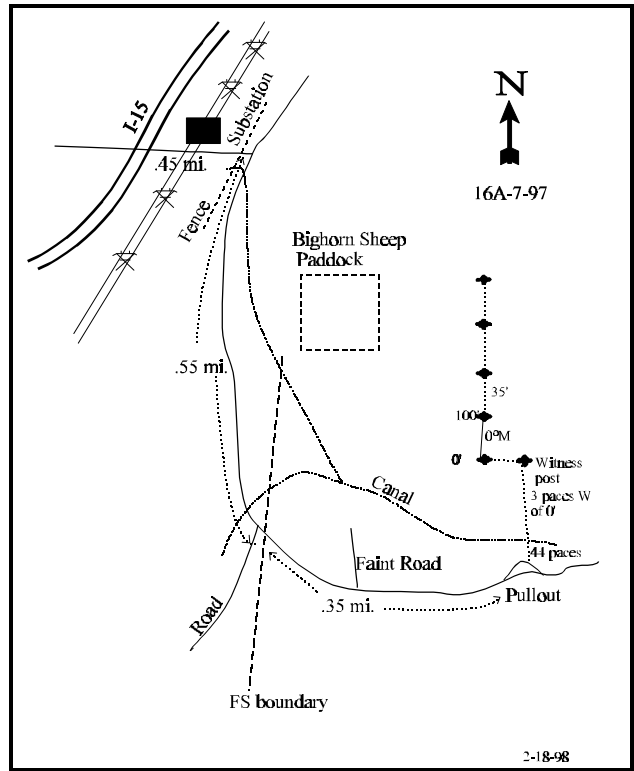 N
I-15
Substation
.45 mi.
16A-7-97
Fence
Bighorn Sheep
Paddock
.55 mi.
35'
100'
0°M
0'
Witness
post
3 paces W
of 0'
Canal
44 paces
Faint Road
.35 mi.
Pullout
Road
FS boundary
2-18-98